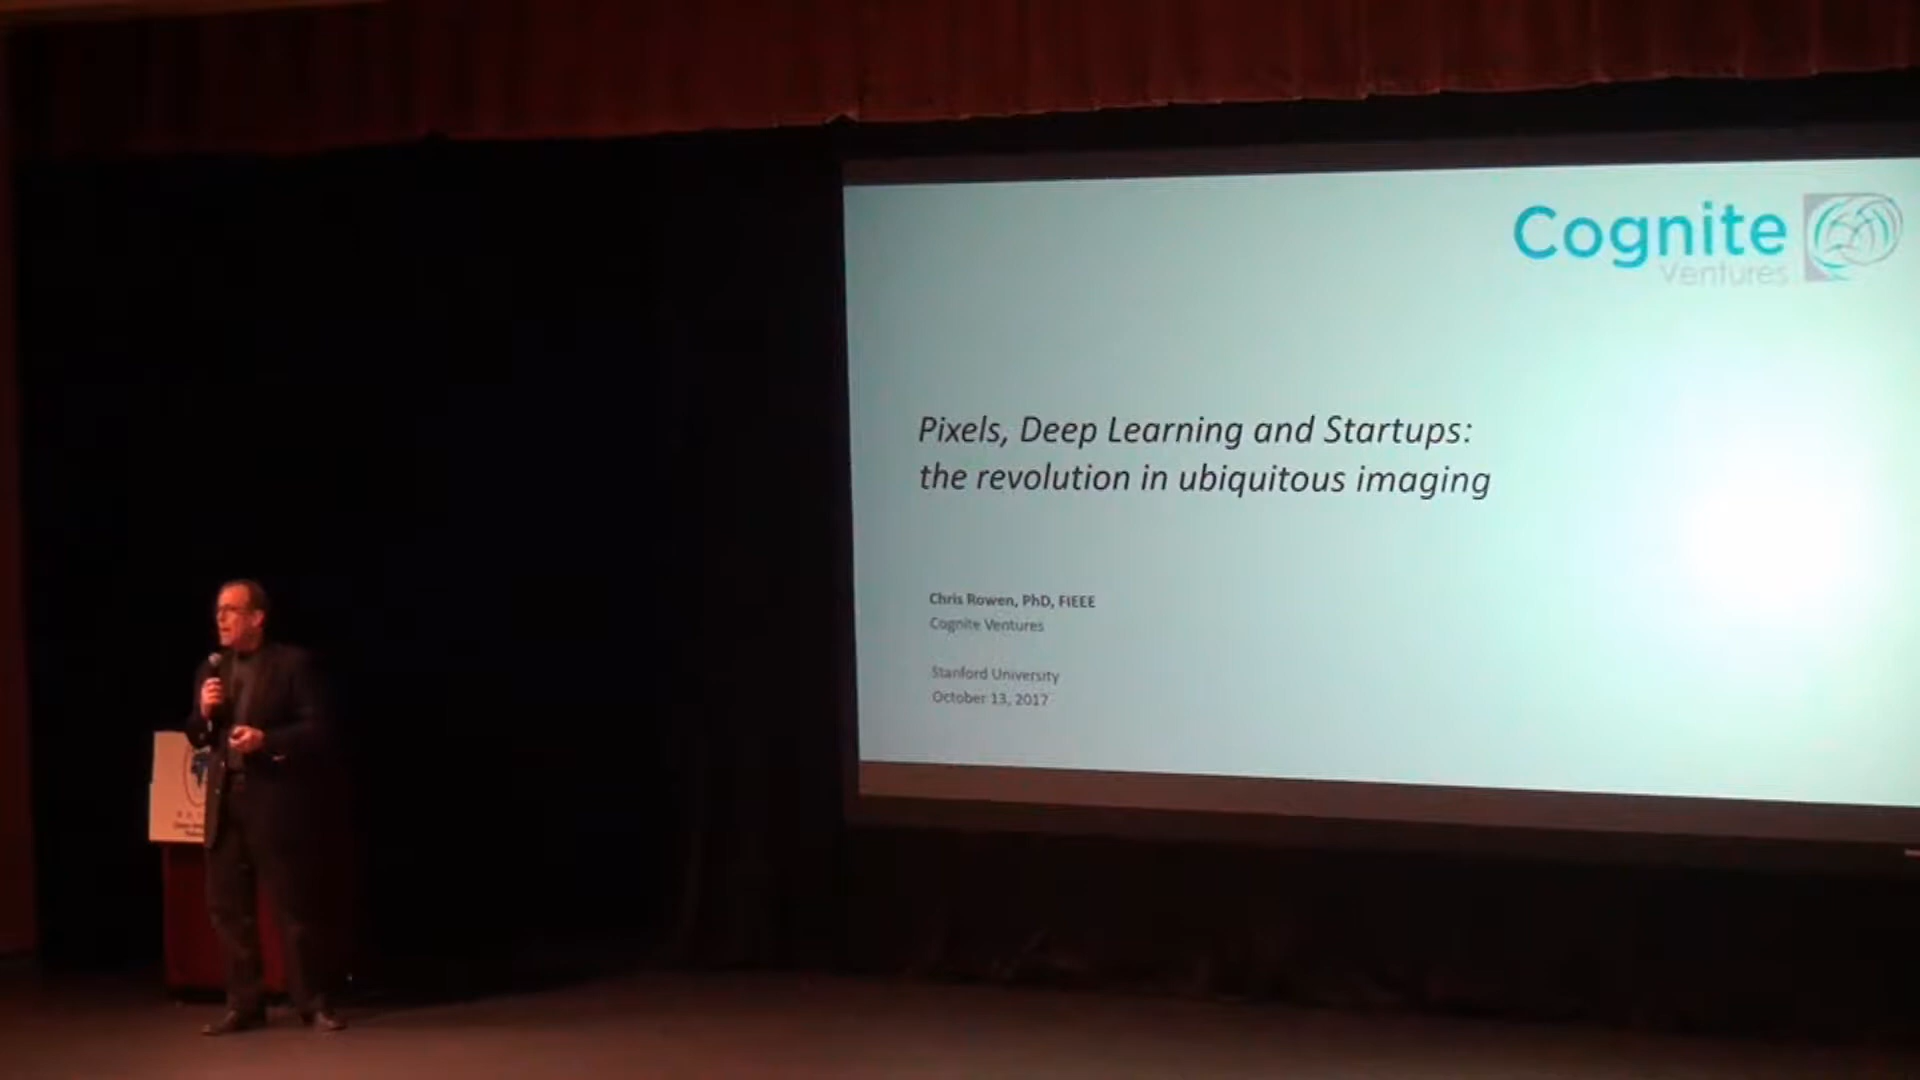 Cognite
Ventures
Pixels, Deep Learning and Startups:
the revolution in ubiquitous imaging
Chris Rowen, PhD, FIEEE
Cognite Ventures
Stanford University
October 13, 2017